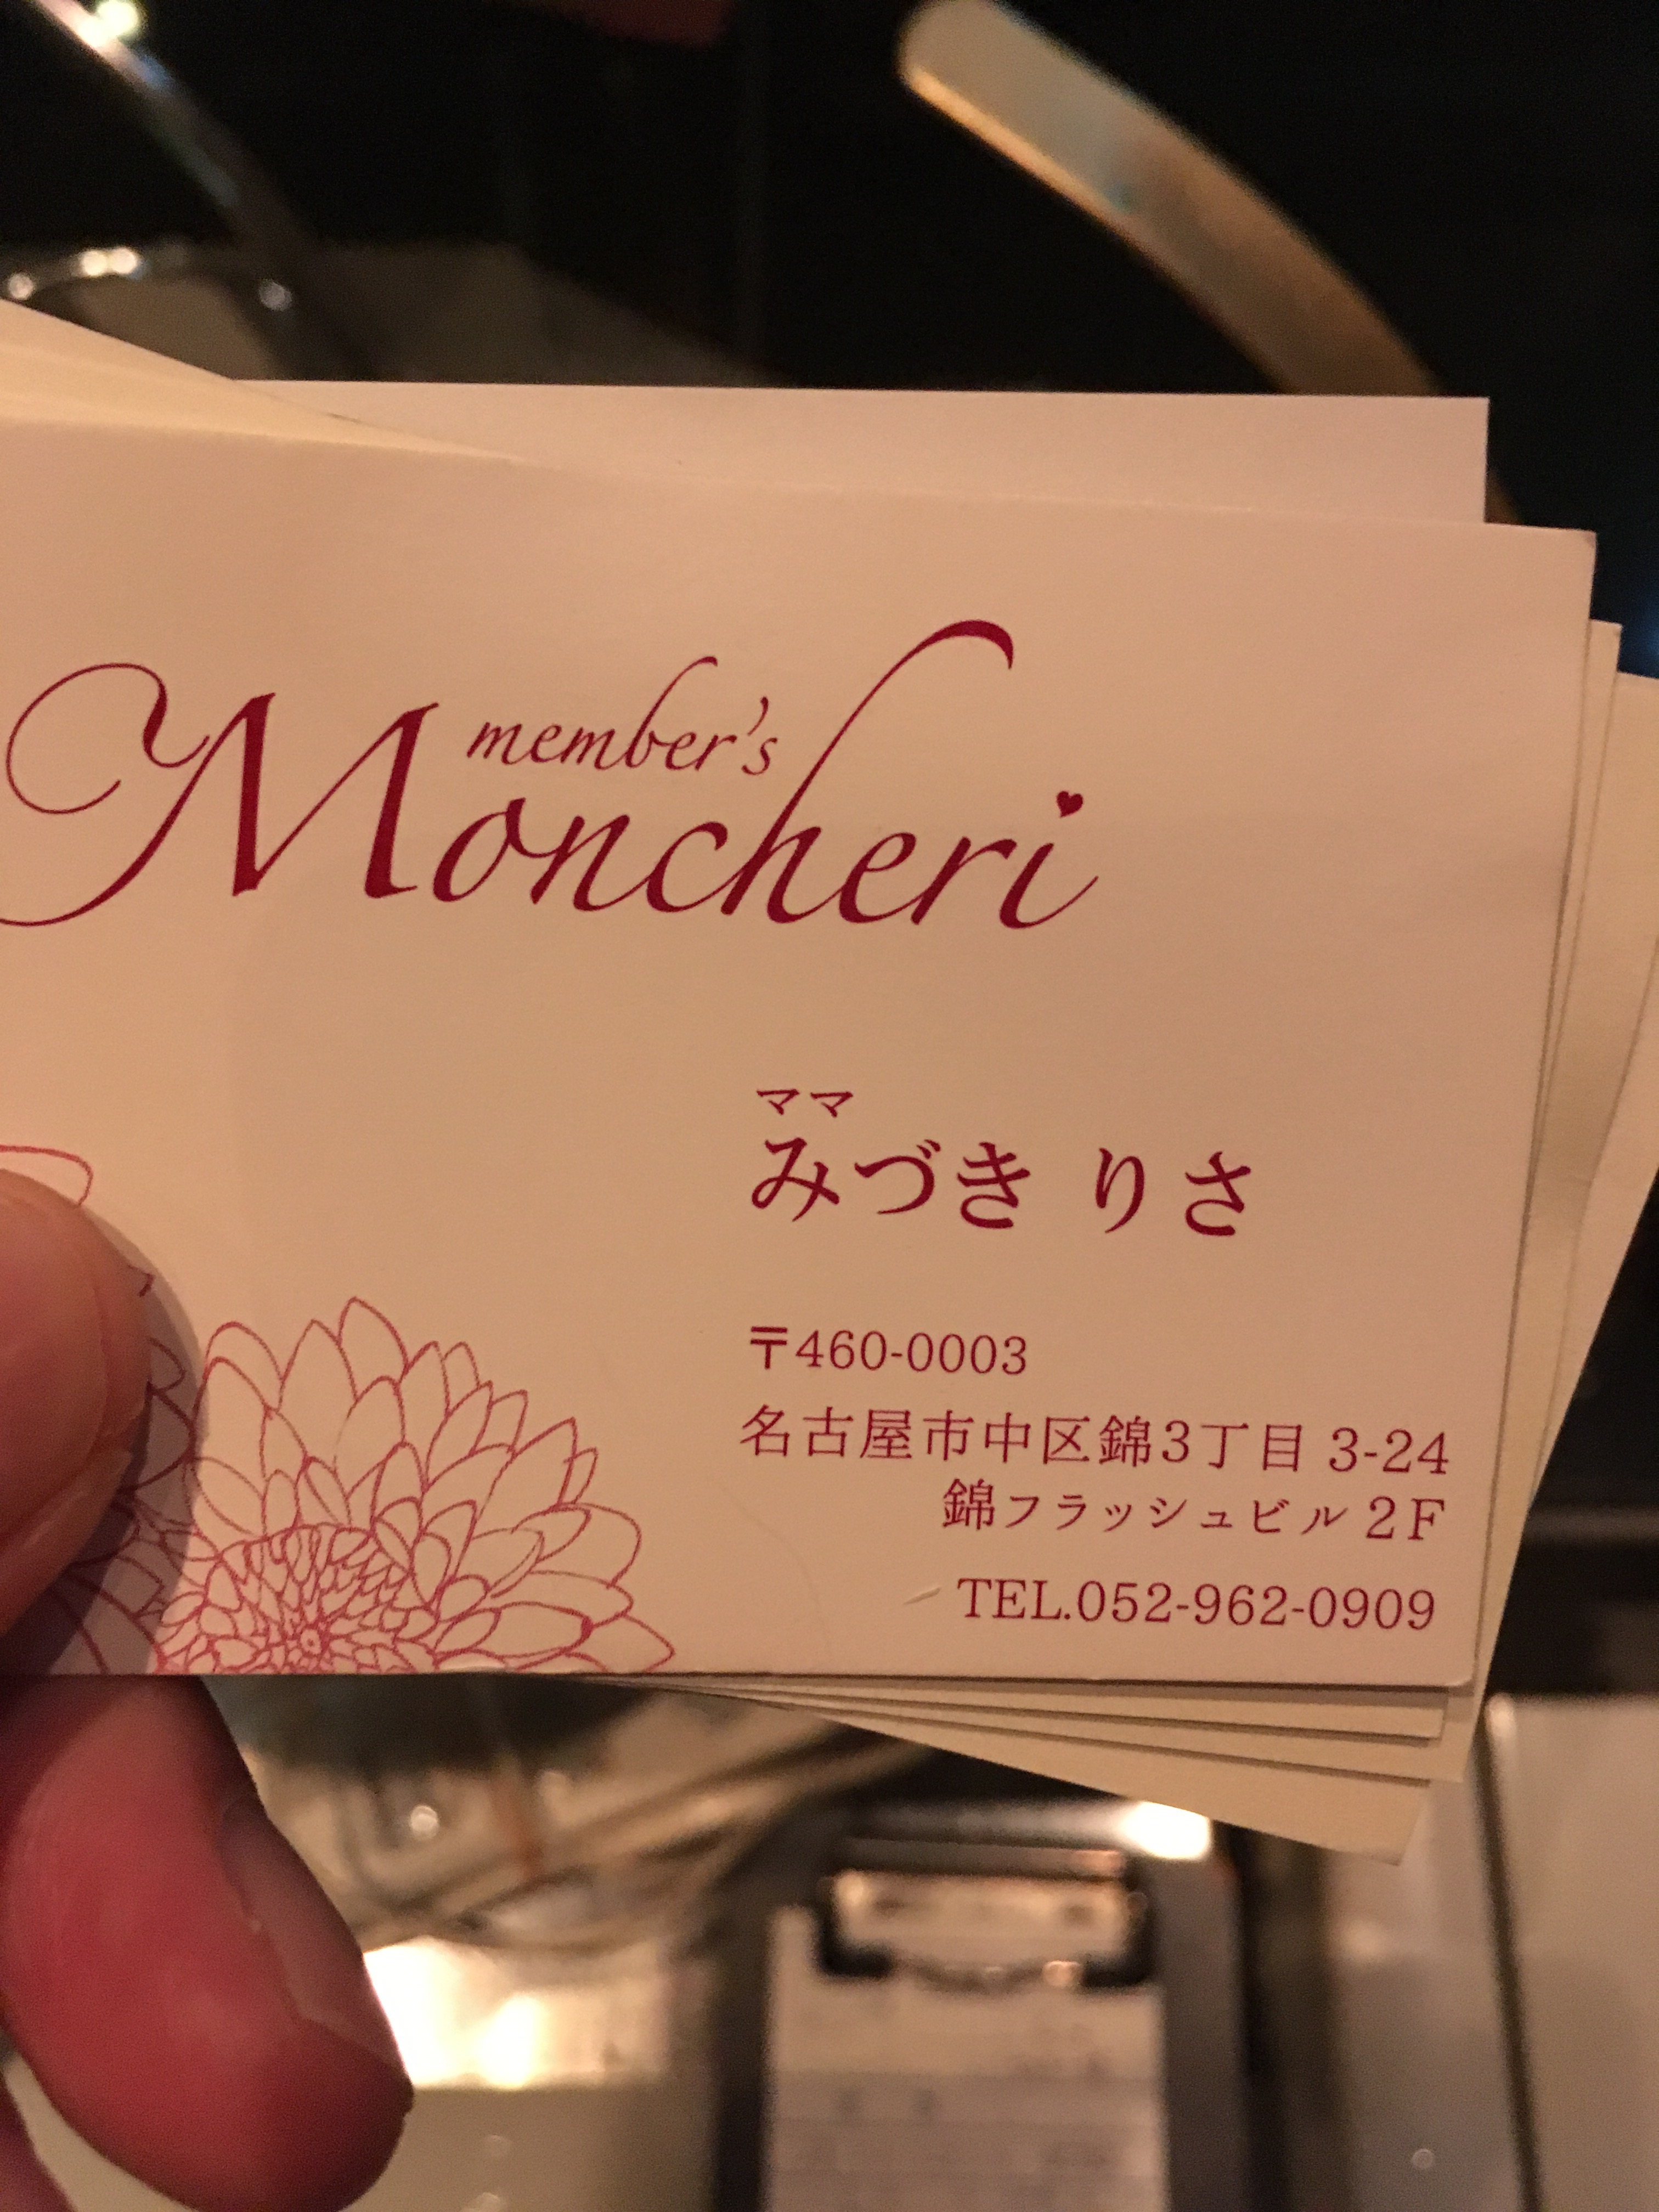 member's
Moncheri
ママ
みづき りさ
〒460-0003
名古屋市中区錦3丁目 3-24
錦フラッシュビル 2F
TEL.052-962-0909